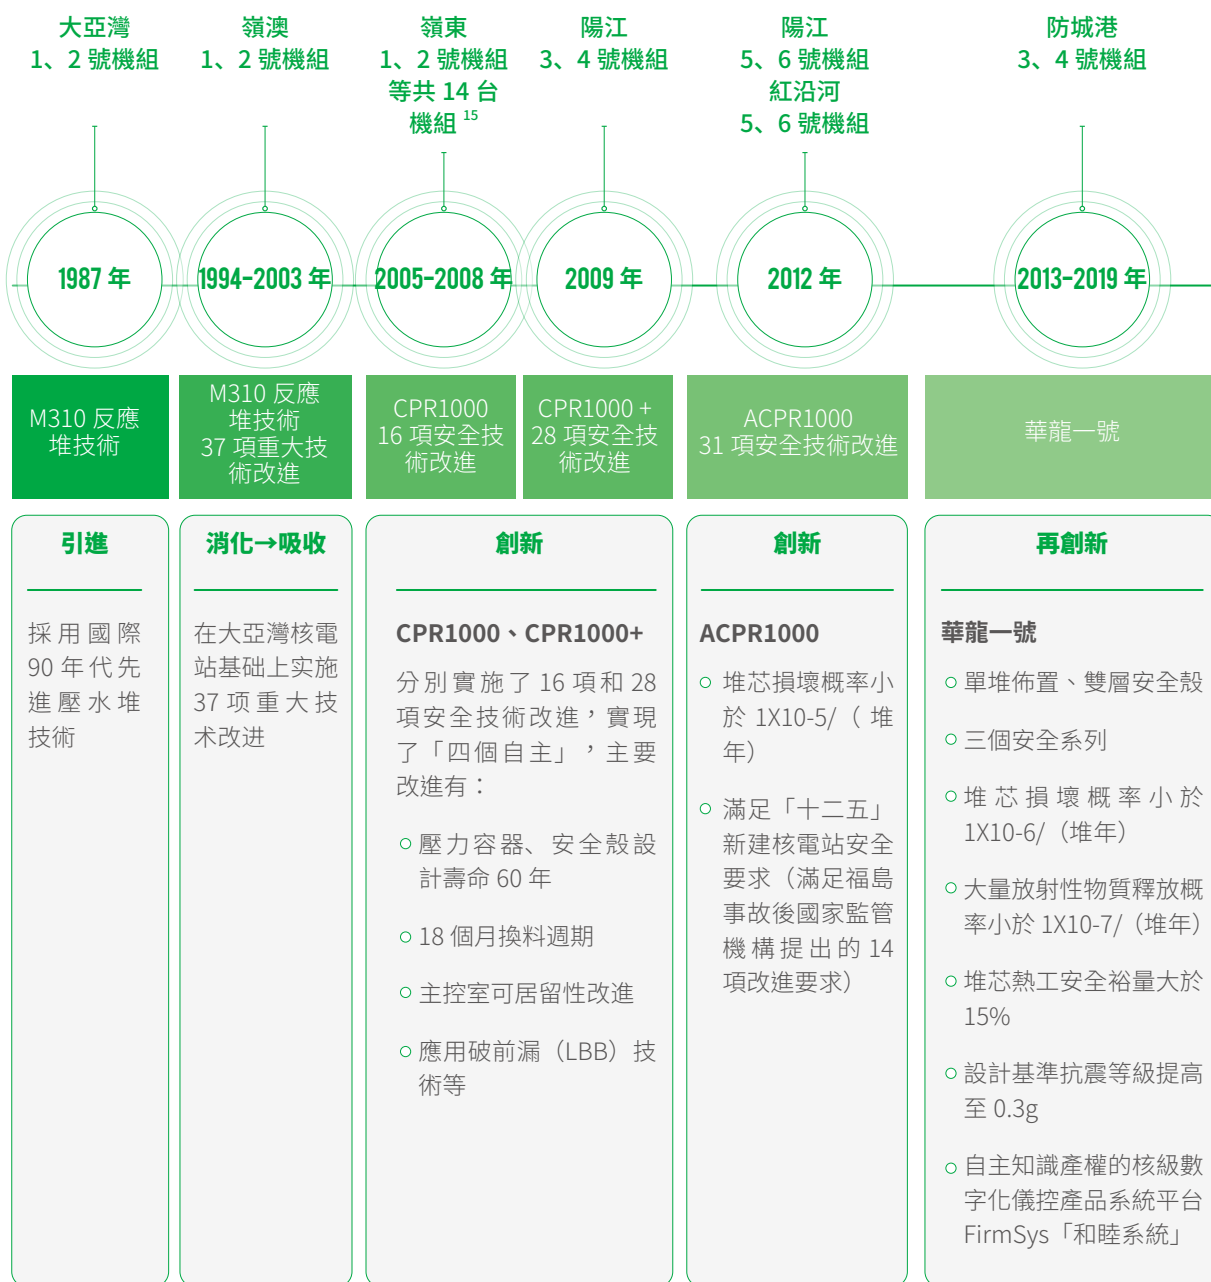 大亞灣
1、2 號機組
嶺澳
1、2 號機組
嶺東
1、2 號機組
等共 14 台
機組 15
陽江
3、4 號機組
陽江
5、6 號機組
紅沿河
5、6 號機組
防城港
3、4 號機組
1987 年
1994-2003 年
2005-2008 年
2009 年
2012 年
2013-2019 年
M310 反應
堆技術
M310 反應
堆技術
37 項重大技
術改進
CPR1000
16 項安全技
術改進
CPR1000 +
28 項安全技
術改進
ACPR1000
31 項安全技術改進
華龍一號
引進
採用國際
90 年代先
進壓水堆
技術
消化→吸收
在大亞灣核電
站基础上实施
37 项重大技
术改进
創新
CPR1000、CPR1000+
分別實施了 16 項和 28
項安全技術改進，實現
了「四個自主」，主要
改進有：
壓力容器、安全殼設
計壽命 60 年
18 個月換料週期
主控室可居留性改進
應用破前漏（LBB）技
術等
創新
ACPR1000
堆芯損壞概率小
於 1X10-5/（ 堆
年）
滿足「十二五」
新建核電站安全
要求（滿足福島
事故後國家監管
機構提出的 14
項改進要求）
再創新
華龍一號
單堆佈置、雙層安全殼
三個安全系列
堆芯損壞概率小於
1X10-6/（堆年）
大量放射性物質釋放概
率小於 1X10-7/（堆年）
堆芯熱工安全裕量大於
15%
設計基準抗震等級提高
至 0.3g
自主知識產權的核級數
字化儀控產品系統平台
FirmSys「和睦系統」